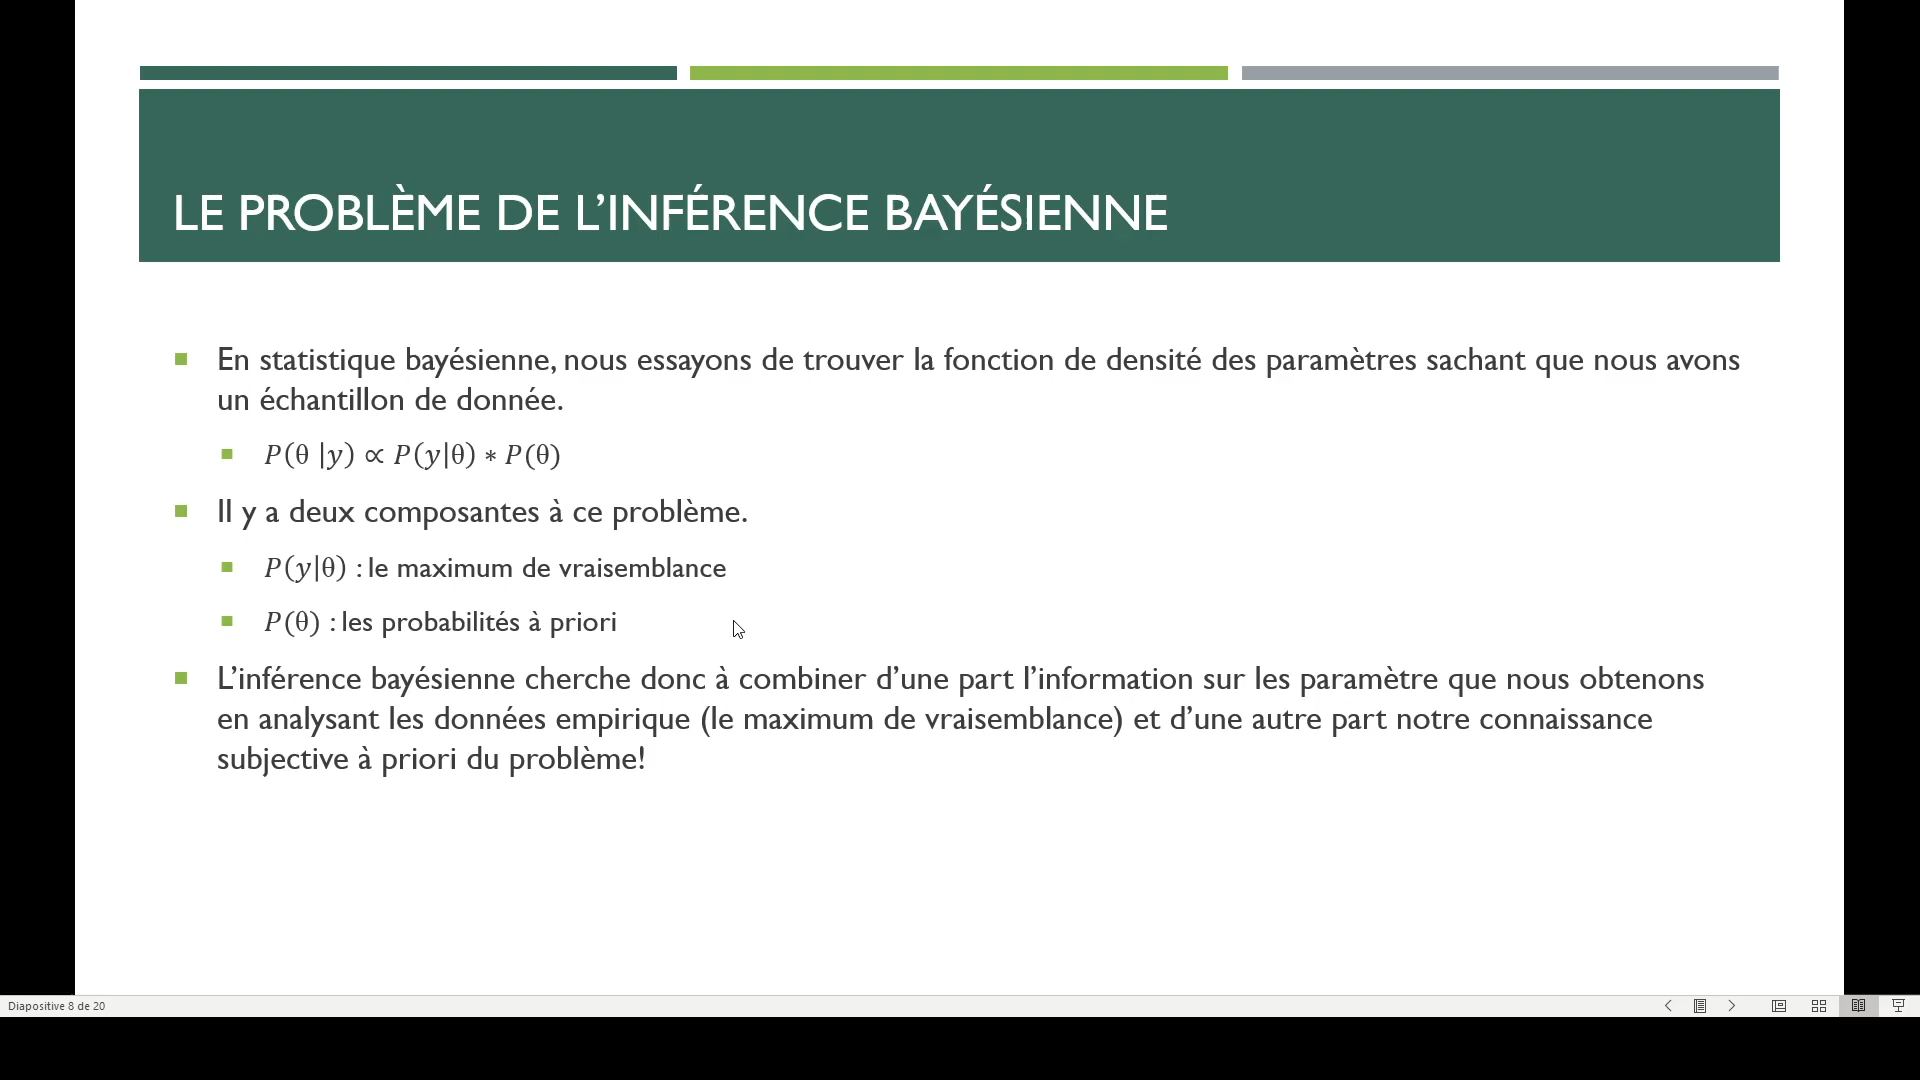 LE PROBLÈME DE L’INFÉRENCE BAYÉSIENNE
En statistique bayésienne, nous essayons de trouver la fonction de densité des paramètres sachant que nous avons
un échantillon de donnée.
P(θ |y) ∝ P(y|θ) ∗ P(θ)
Il y a deux composantes à ce problème.
P(y|θ) : le maximum de vraisemblance
P(θ) : les probabilités à priori
L’inférence bayésienne cherche donc à combiner d’une part l’information sur les paramètre que nous obtenons
en analysant les données empirique (le maximum de vraisemblance) et d’une autre part notre connaissance
subjective à priori du problème!
Diapositive 8 de 20